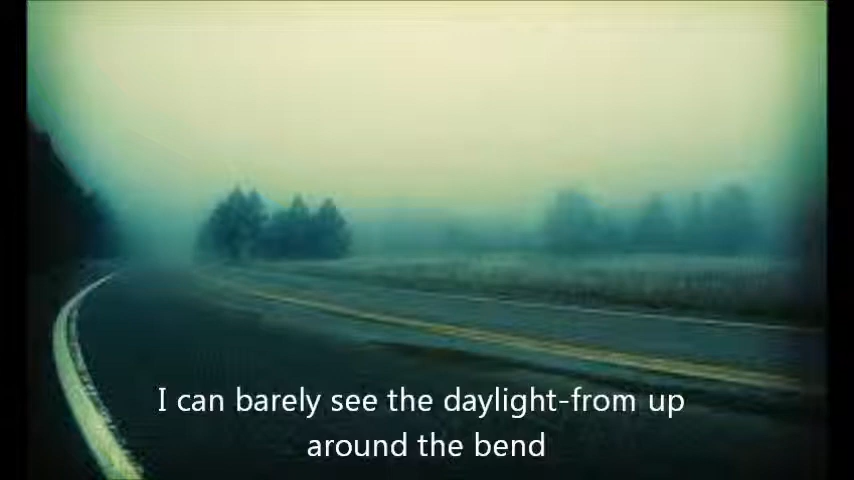 I can barely see the daylight-from up
around the bend